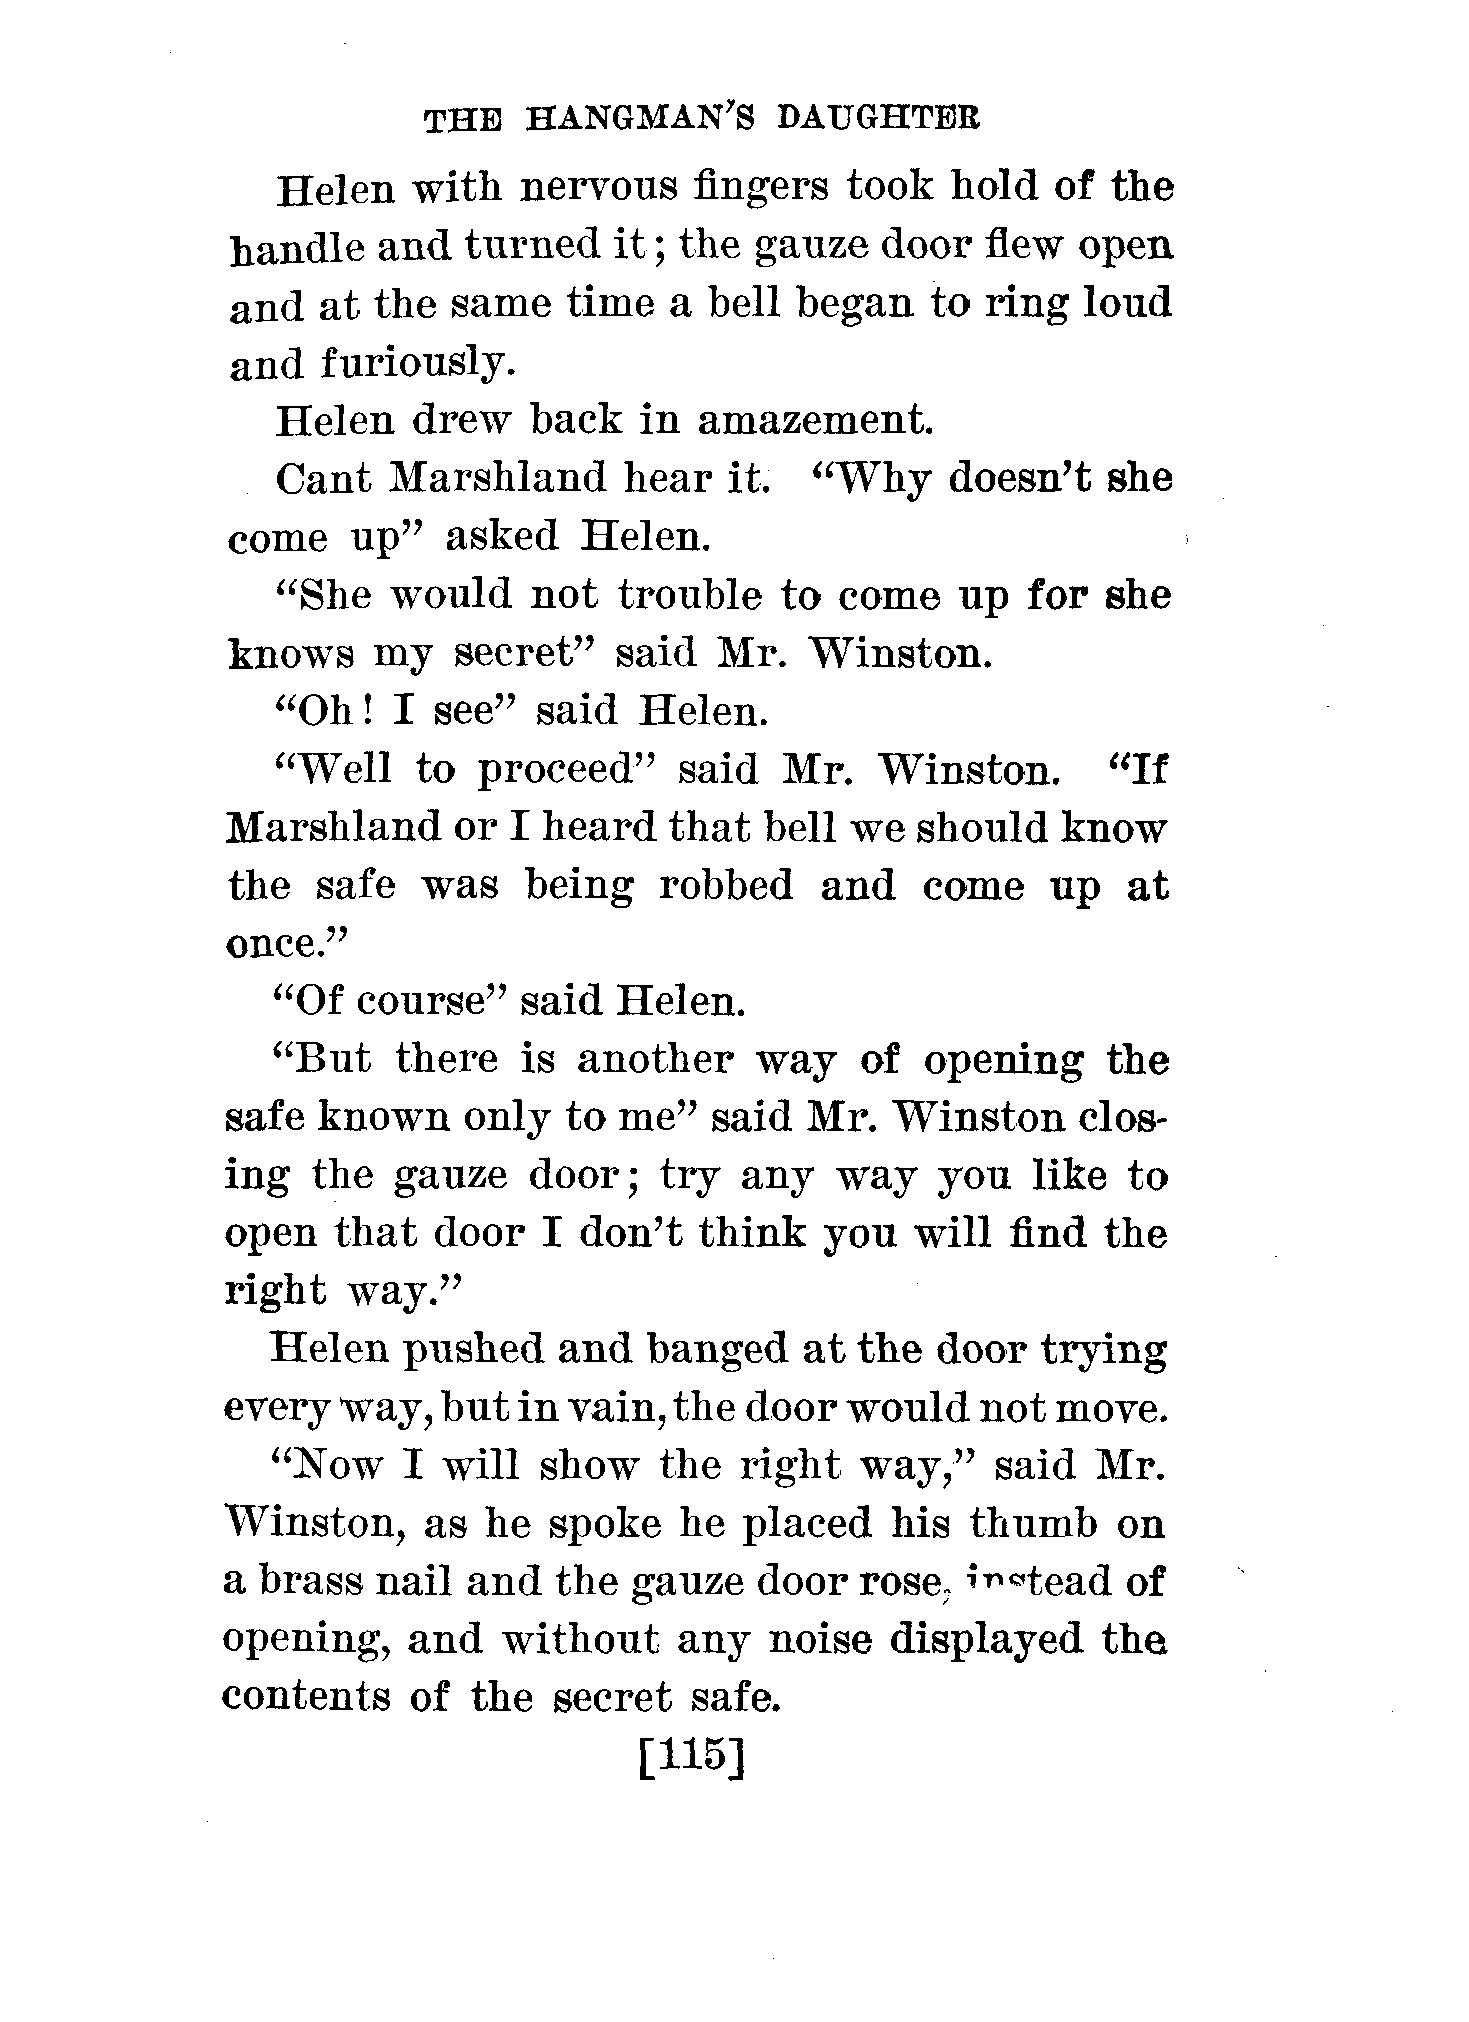 THE HANGMAN'S DAUGHTER
Helen with nervous fingers took hold of the
handle and turned it; the gauze door flew open
and at the same time a bell began to ring loud
and furiously.
Helen drew back in amazement.
Cant Marshland hear it. "Why doesn't she
come up" asked Helen.
"She would not trouble to come up for she
knows my secret" said Mr. Winston.
"Oh! I see" said Helen.
"Well to proceed" said Mr. Winston. "If
Marshland or I heard that bell we should know
the safe was being robbed and come up at
once."
"Of course" said Helen.
"But there is another way of opening the
safe known only to me" said Mr. Winston clos-
ing the gauze door; try any way you like to
open that door I don't think you will find the
right way."
Helen pushed and banged at the door trying
every way, but in vain, the door would not move.
"Now I will show the right way," said Mr.
Winston, as he spoke he placed his thumb on
a brass nail and the gauze door rose, instead of
opening, and without any noise displayed the
contents of the secret safe.
[115]